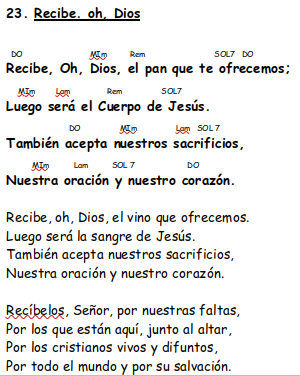 23. Recibe. oh, Dios
DO MIm Rem SOL7 DO
Recibe, Oh, Dios, el pan que te ofrecemos;
MIm Lam Rem SOL7
Luego será el Cuerpo de Jesús.
DO MIm Lam SOL 7
También acepta nuestros sacrificios,
MIm Lam SOL 7 DO
Nuestra oración y nuestro corazón.
Recibe, oh, Dios, el vino que ofrecemos.
Luego será la sangre de Jesús.
También acepta nuestros sacrificios,
Nuestra oración y nuestro corazón.
Recíbelos, Señor, por nuestras faltas,
Por los que están aquí, junto al altar,
Por los cristianos vivos y difuntos,
Por todo el mundo y por su salvación.